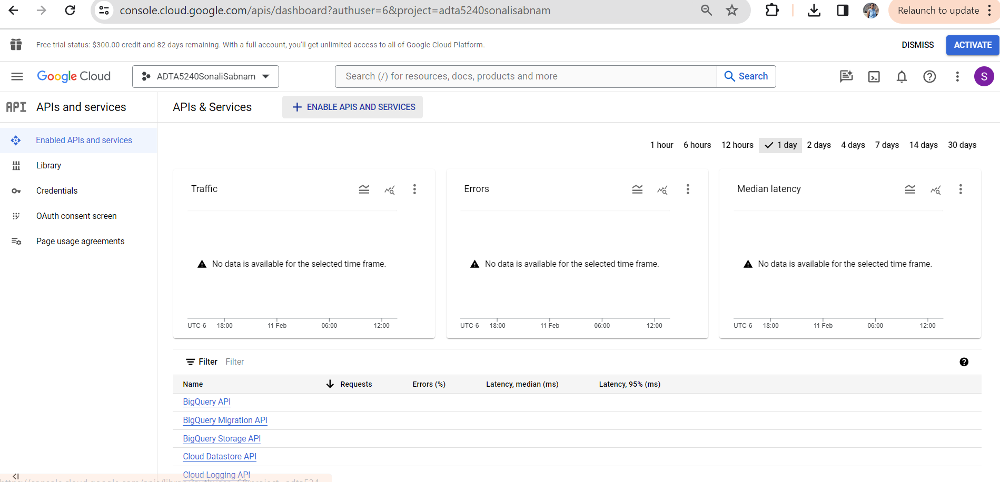 console.cloud.google.com/apis/dashboard?authuser=6&project=adta5240sonalisabnam
Relaunch to update
Free trial status: $300.00 credit and 82 days remaining. With a full account, you'll get unlimited access to all of Google Cloud Platform.
DISMISS
ACTIVATE
Google Cloud
ADTA5240SonaliSabnam
Search (/) for resources, docs, products and more
Search
S
API
APIs and services
APIs & Services
ENABLE APIS AND SERVICES
Enabled APIs and services
Library
Credentials
OAuth consent screen
Page usage agreements
1 hour 6 hours 12 hours 1 day 2 days 4 days 7 days 14 days 30 days
Traffic
No data is available for the selected time frame.
UTC-6 18:00 11 Feb 06:00 12:00
Errors
No data is available for the selected time frame.
UTC-6 18:00 11 Feb 06:00 12:00
Median latency
No data is available for the selected time frame.
UTC-6 18:00 11 Feb 06:00 12:00
Filter Filter
Name Requests Errors (%) Latency, median (ms) Latency, 95% (ms)
BigQuery API
BigQuery Migration API
BigQuery Storage API
Cloud Datastore API
Cloud Logging API